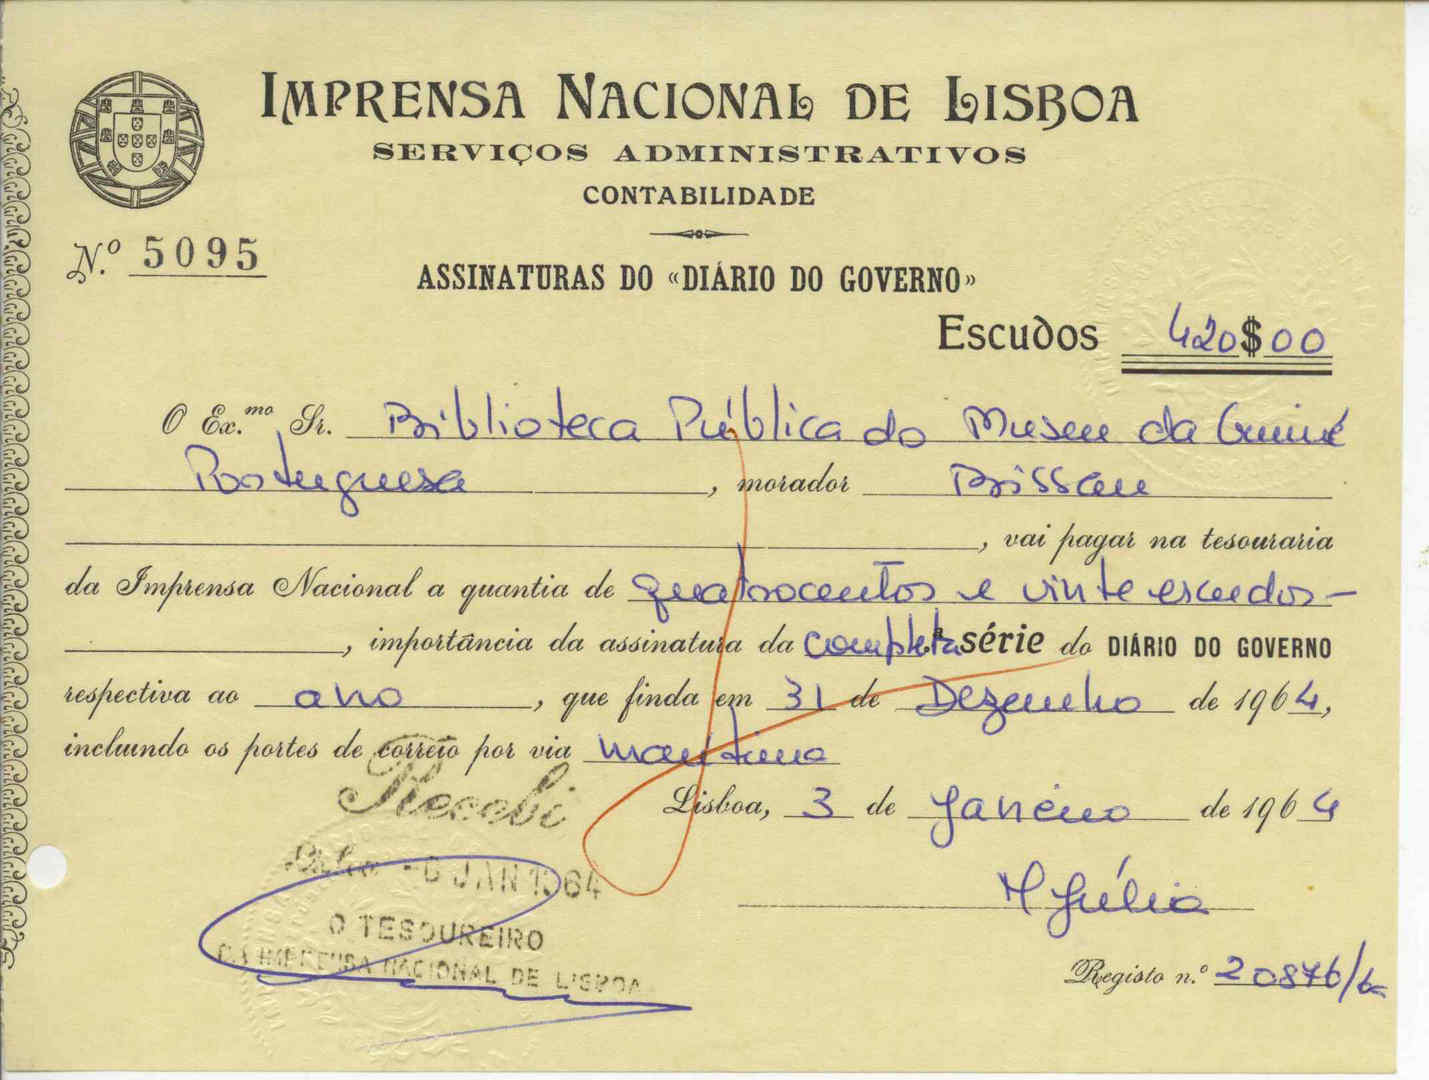 IMPRENSA NACIONAL DE LISBOA
SERVIÇOS ADMINISTRATIVOS
CONTABILIDADE
N.º 5095
ASSINATURAS DO «DIÁRIO DO GOVERNO»
ESCUDOS 420$00
O Ex.mo Sr. Biblioteca Pública do Museu da Guiné
Portuguesa, morador Bissau
, vai pagar na tesouraria
da Imprensa Nacional a quantia de quatrocentos e vinte escudos -
, importância da assinatura da completa série do DIÁRIO DO GOVERNO
respectiva ao ano, que finda em 31 de Dezembro de 1964,
incluindo os portes de correio por via marítima
Recebi
Lisboa, 3 de Janeiro de 1964
Lisboa - 6 JAN 1964
M Júlia
O TESOUREIRO
DA IMPRENSA NACIONAL DE LISBOA
Registo n.º 20876/